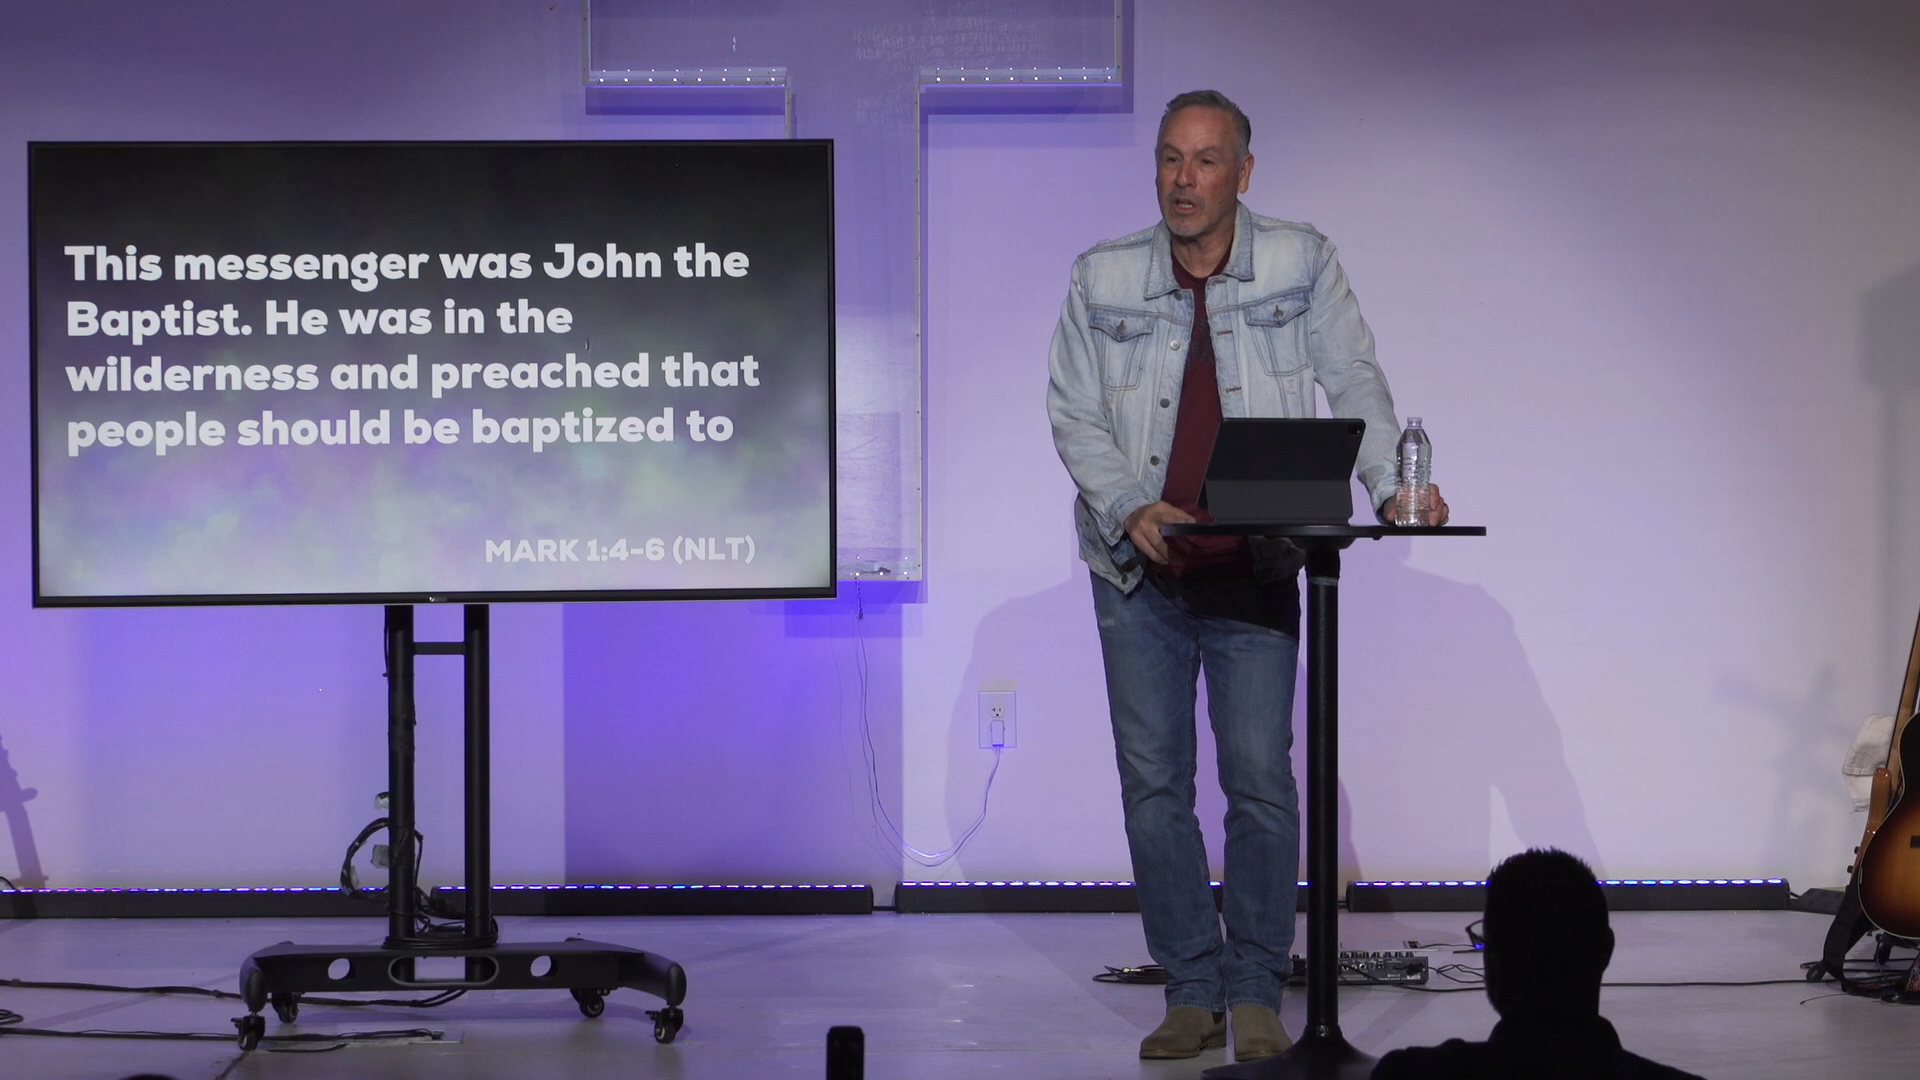 This messenger was John the
Baptist. He was in the
wilderness and preached that
people should be baptized to
MARK 1:4-6 (NLT)